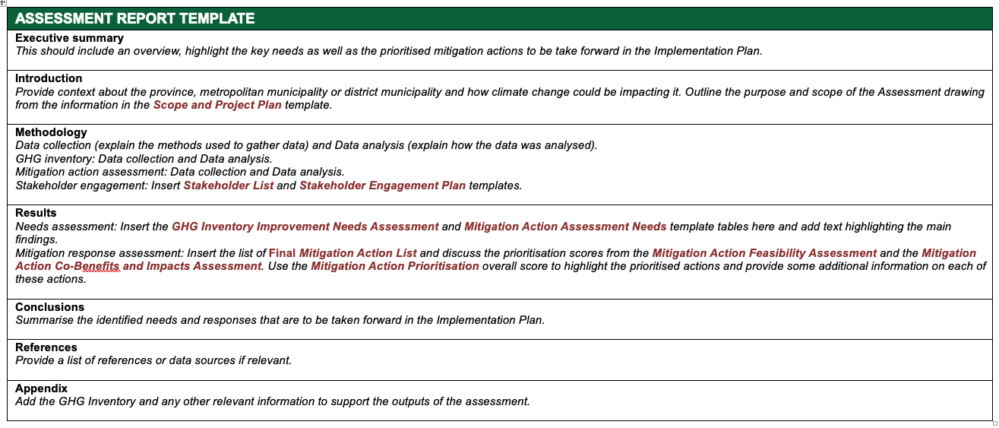 ASSESSMENT REPORT TEMPLATE
Executive summary
This should include an overview, highlight the key needs as well as the prioritised mitigation actions to be take forward in the Implementation Plan.
Introduction
Provide context about the province, metropolitan municipality or district municipality and how climate change could be impacting it. Outline the purpose and scope of the Assessment drawing
from the information in the Scope and Project Plan template.
Methodology
Data collection (explain the methods used to gather data) and Data analysis (explain how the data was analysed).
GHG inventory: Data collection and Data analysis.
Mitigation action assessment: Data collection and Data analysis.
Stakeholder engagement: Insert Stakeholder List and Stakeholder Engagement Plan templates.
Results
Needs assessment: Insert the GHG Inventory Improvement Needs Assessment and Mitigation Action Assessment Needs template tables here and add text highlighting the main
findings.
Mitigation response assessment: Insert the list of Final Mitigation Action List and discuss the prioritisation scores from the Mitigation Action Feasibility Assessment and the Mitigation
Action Co-Benefits and Impacts Assessment. Use the Mitigation Action Prioritisation overall score to highlight the prioritised actions and provide some additional information on each of
these actions.
Conclusions
Summarise the identified needs and responses that are to be taken forward in the Implementation Plan.
References
Provide a list of references or data sources if relevant.
Appendix
Add the GHG Inventory and any other relevant information to support the outputs of the assessment.